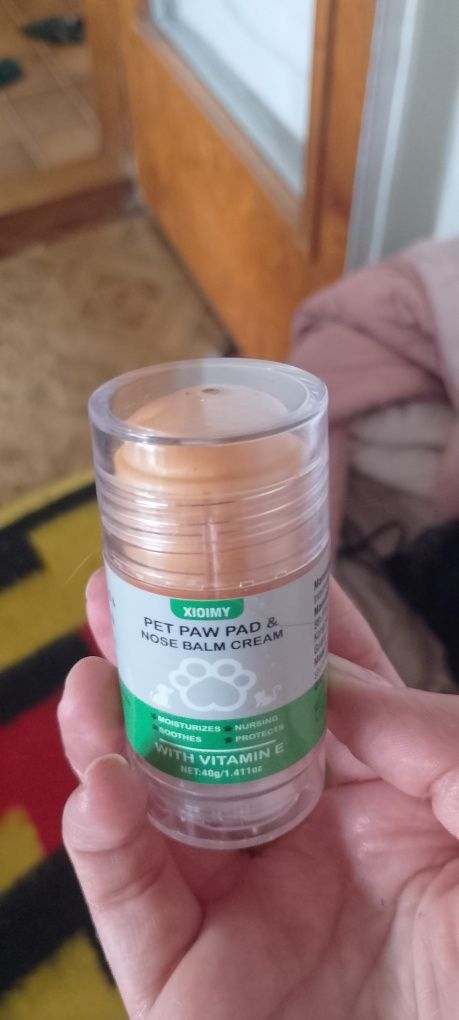 XIOIMY
PET PAW PAD &
NOSE BALM CREAM
MOISTURIZES NURSING
SOOTHES PROTECTS
WITH VITAMIN E
NET:40g/1.411oz